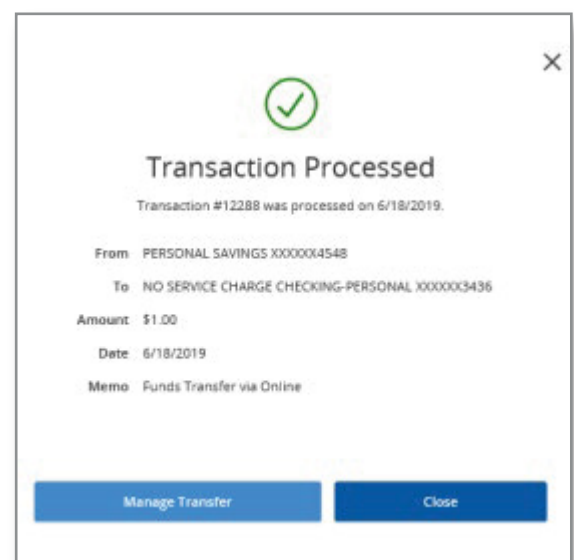 Transaction Processed
Transaction #12288 was processed on 6/18/2019.
From PERSONAL SAVINGS XXXXXX4548
To NO SERVICE CHARGE CHECKING-PERSONAL XXXXXX3436
Amount $1.00
Date 6/18/2019
Memo Funds Transfer via Online
Manage Transfer Close